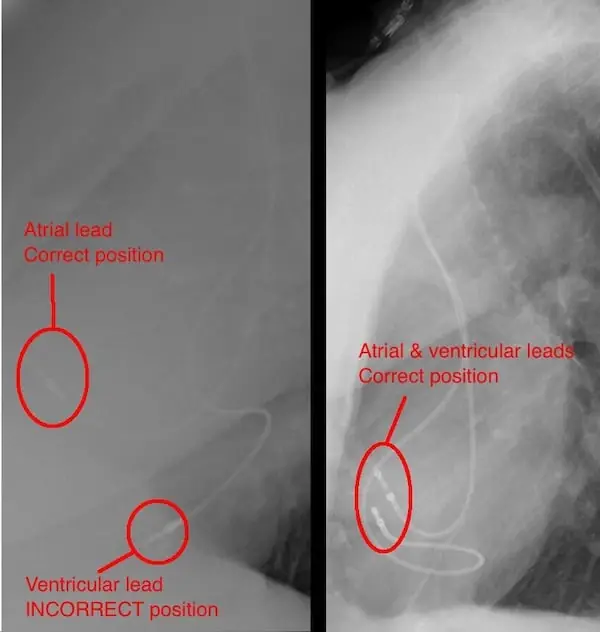 Atrial lead
Correct position
Atrial & ventricular leads
Correct position
Ventricular lead
INCORRECT position